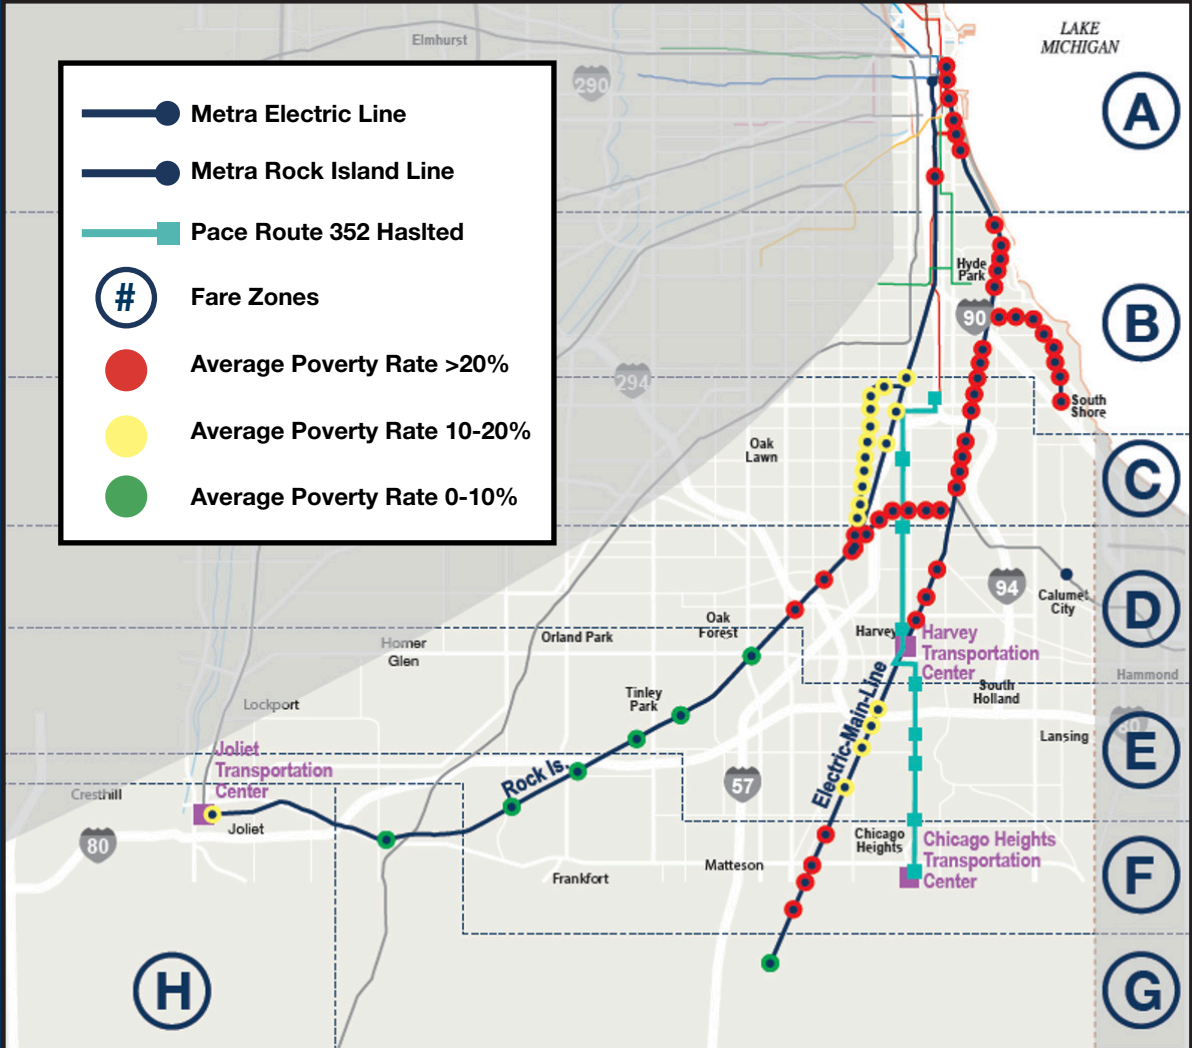 Elmhurst
LAKE
MICHIGAN
290
A
Metra Electric Line
Metra Rock Island Line
Pace Route 352 Haslted
#
Fare Zones
Average Poverty Rate >20%
Average Poverty Rate 10-20%
Average Poverty Rate 0-10%
Hyde
Park
90
B
294
South
Shore
Oak
Lawn
C
94
Calumet
City
D
Oak
Forest
Orland Park
Homer
Glen
Harvey
Harvey
Transportation
Center
Hammond
South
Holland
Tinley
Park
Lockport
Electric-Main-Line
80
Lansing
E
Joliet
Transportation
Center
Rock Is.
57
Cresthill
Joliet
80
Chicago
Heights
Chicago Heights
Transportation
Center
Matteson
Frankfort
F
H
G